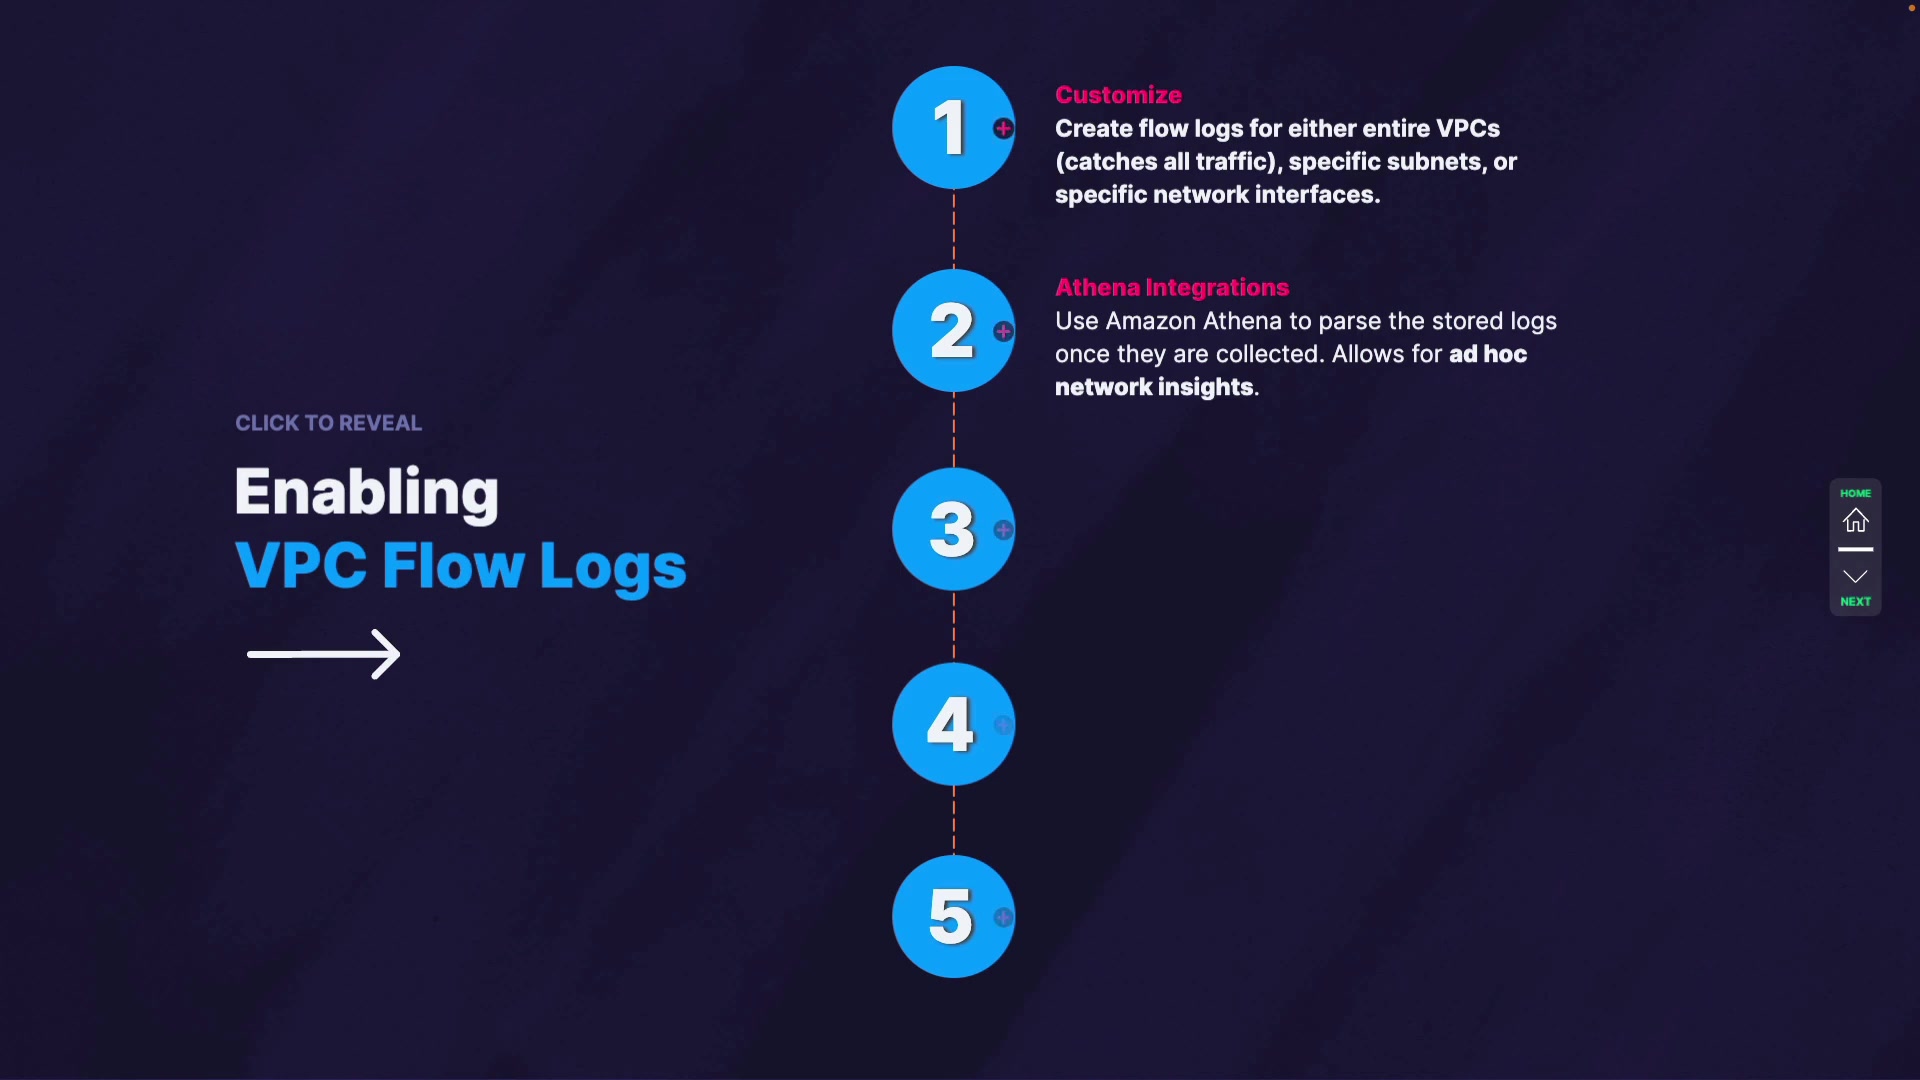 CLICK TO REVEAL
Enabling
VPC Flow Logs
1
Customize
Create flow logs for either entire VPCs
(catches all traffic), specific subnets, or
specific network interfaces.
2
Athena Integrations
Use Amazon Athena to parse the stored logs
once they are collected. Allows for ad hoc
network insights.
3
4
5
HOME
NEXT